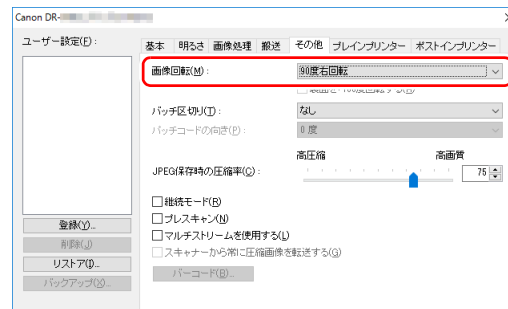 Canon DR-
ユーザー設定(F):
基本 明るさ 画像処理 搬送 その他 プレインプリンター ポストインプリンター
画像回転(M): 90度右回転
バッチ区切り(T): なし
バッチコードの向き(P): 0 度
高圧縮 高画質
JPEG保存時の圧縮率(C): 75
継続モード(R)
プレスキャン(N)
マルチストリームを使用する(L)
スキャナーから常に圧縮画像を転送する(G)
バーコード(B)...
登録(Y)...
削除(J)
リストア(I)...
バックアップ(X)...